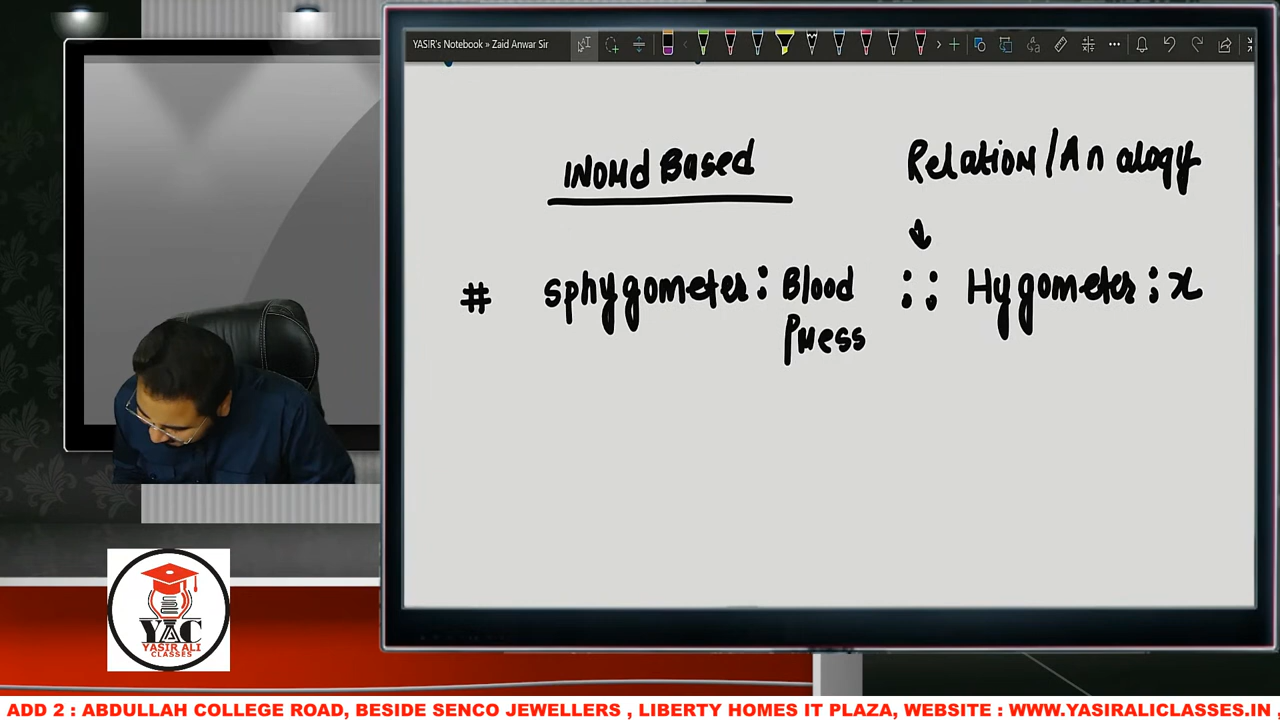 YASIR's Notebook » Zaid Anwar Sir
Word Based
Relation/Analogy
# Sphygometer : Blood Press :: Hygometer : x
YAC
YASIR ALI
CLASSES
ADD 2 : ABDULLAH COLLEGE ROAD, BESIDE SENCO JEWELLERS , LIBERTY HOMES IT PLAZA, WEBSITE : WWW.YASIRALICLASSES.IN ,